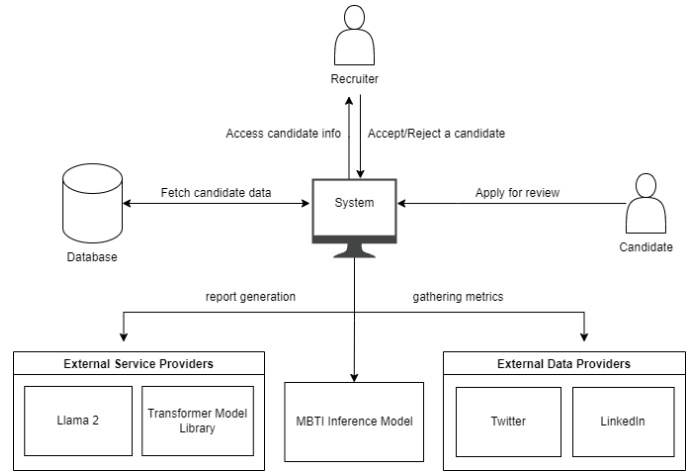 Recruiter
Access candidate info
Accept/Reject a candidate
Fetch candidate data
System
Apply for review
Database
Candidate
report generation
gathering metrics
External Service Providers
External Data Providers
Llama 2
Transformer Model
Library
MBTI Inference Model
Twitter
LinkedIn